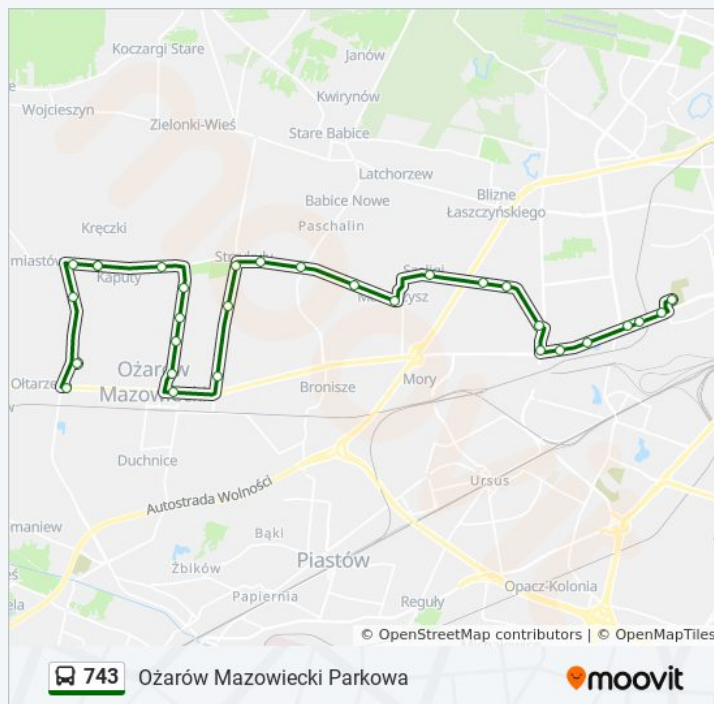 Koczargi Stare
Janów
Wojcieszyn
Kwirynów
Zielonki-Wieś
Stare Babice
Latchorzew
Babice Nowe
Blizne
Łaszczyńskiego
Paschalin
Kręczki
Kaputy
Ożarów
Mazowiecki
Bronisze
Mory
Duchnice
Ursus
Autostrada Wolności
Bąki
Piastów
Żbików
Opacz-Kolonia
Papiernia
Reguły
© OpenStreetMap contributors | © OpenMapTiles
743 Ożarów Mazowiecki Parkowa
moovit